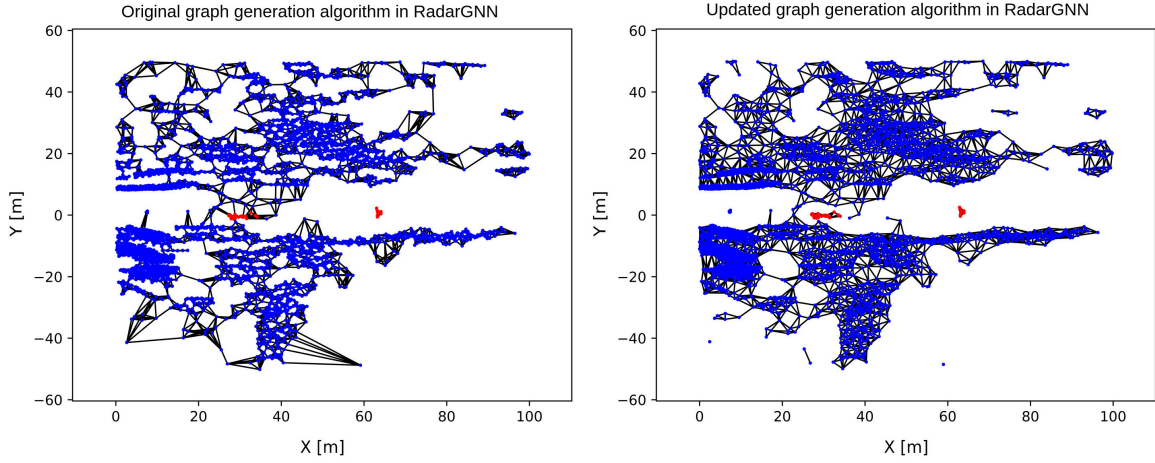 Original graph generation algorithm in RadarGNN
60
40
20
0
−20
−40
−60
Y [m]
0 20 40 60 80 100
X [m]
Updated graph generation algorithm in RadarGNN
60
40
20
0
−20
−40
−60
Y [m]
0 20 40 60 80 100
X [m]